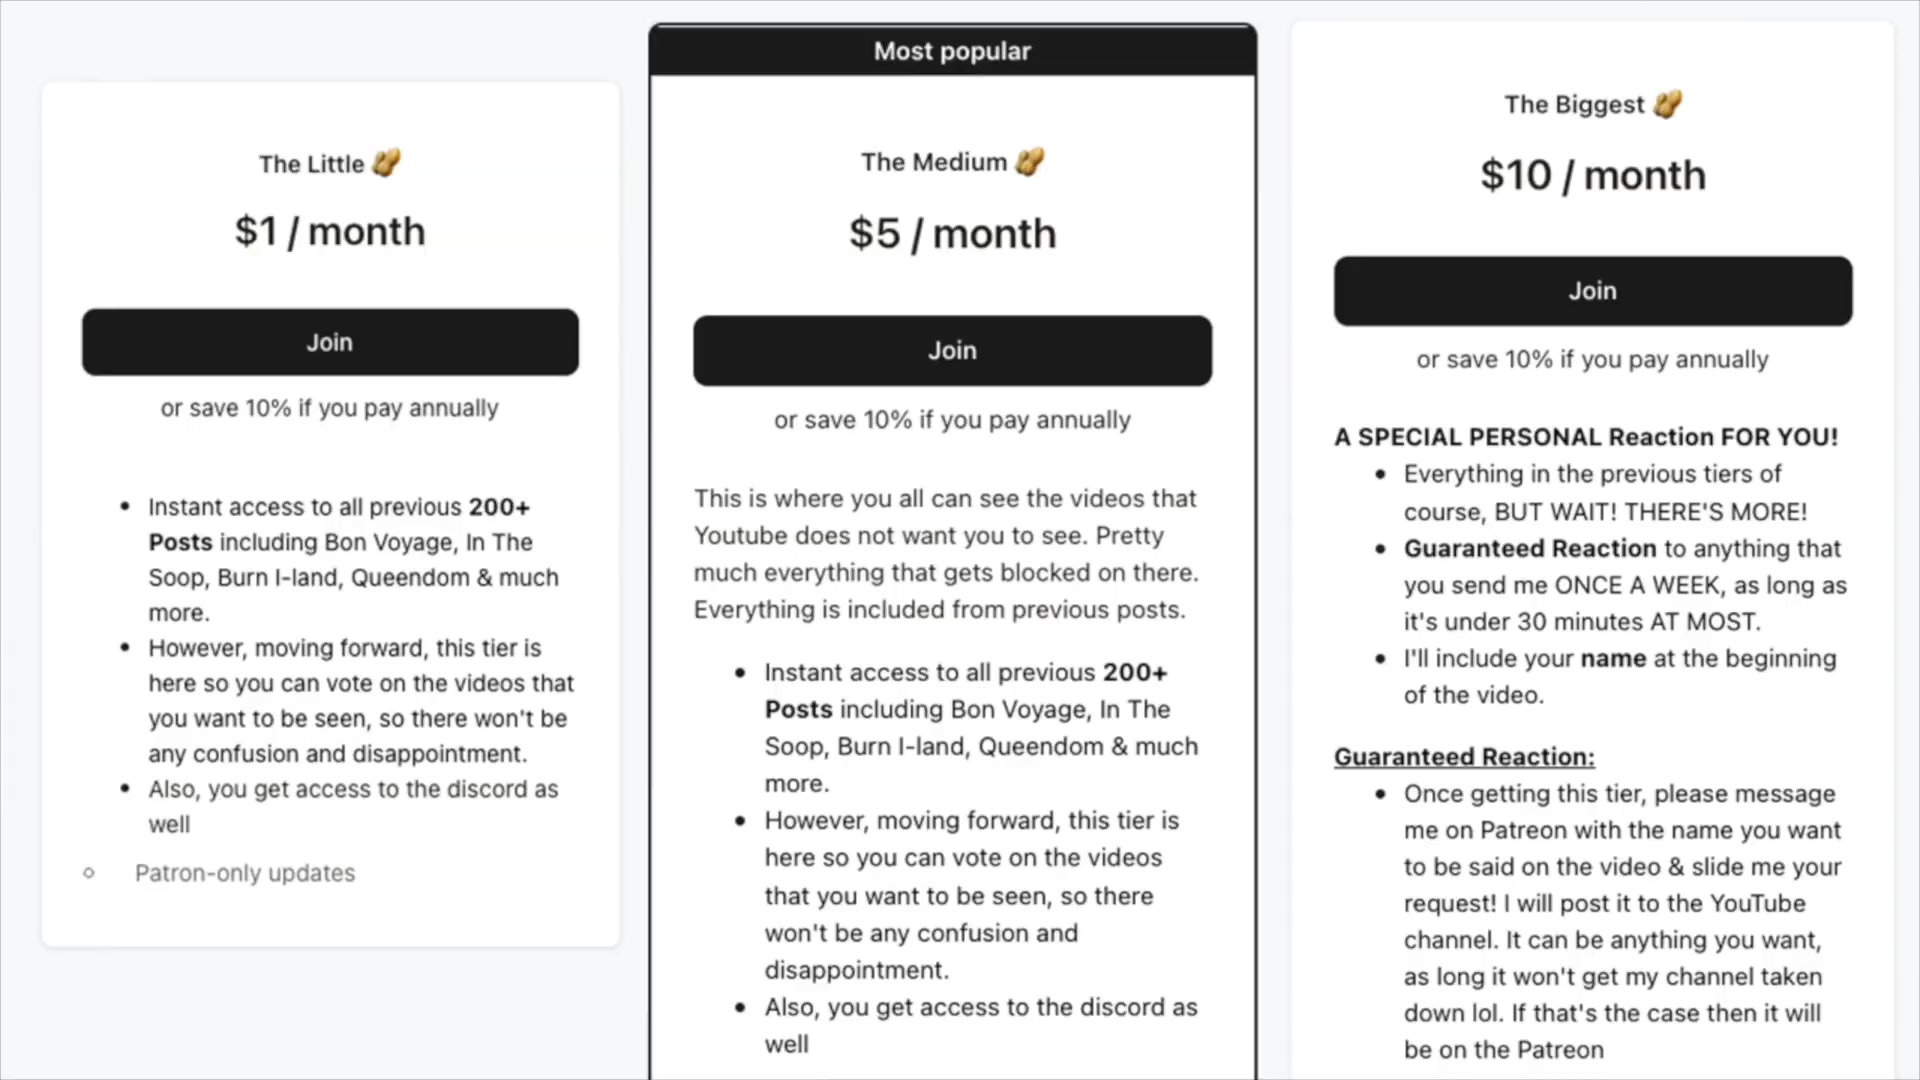 The Little 🥜
$1 / month
Join
or save 10% if you pay annually
• Instant access to all previous 200+
Posts including Bon Voyage, In The
Soop, Burn I-land, Queendom & much
more.
• However, moving forward, this tier is
here so you can vote on the videos that
you want to be seen, so there won't be
any confusion and disappointment.
• Also, you get access to the discord as
well
○ Patron-only updates
Most popular
The Medium 🥜
$5 / month
Join
or save 10% if you pay annually
This is where you all can see the videos that
Youtube does not want you to see. Pretty
much everything that gets blocked on there.
Everything is included from previous posts.
• Instant access to all previous 200+
Posts including Bon Voyage, In The
Soop, Burn I-land, Queendom & much
more.
• However, moving forward, this tier is
here so you can vote on the videos
that you want to be seen, so there
won't be any confusion and
disappointment.
• Also, you get access to the discord as
well
The Biggest 🥜
$10 / month
Join
or save 10% if you pay annually
A SPECIAL PERSONAL Reaction FOR YOU!
• Everything in the previous tiers of
course, BUT WAIT! THERE'S MORE!
• Guaranteed Reaction to anything that
you send me ONCE A WEEK, as long as
it's under 30 minutes AT MOST.
• I'll include your name at the beginning
of the video.
Guaranteed Reaction:
• Once getting this tier, please message
me on Patreon with the name you want
to be said on the video & slide me your
request! I will post it to the YouTube
channel. It can be anything you want,
as long it won't get my channel taken
down lol. If that's the case then it will
be on the Patreon